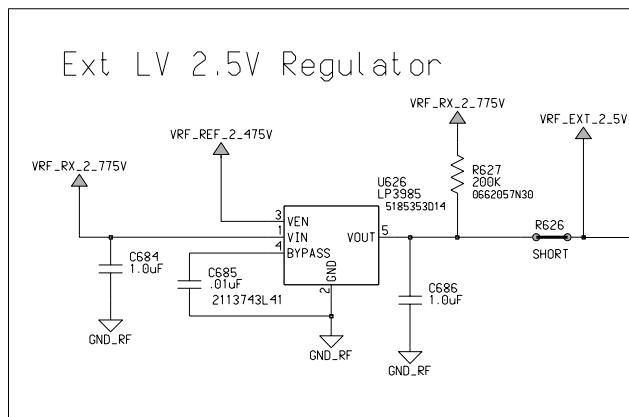 Ext LV 2.5V Regulator
VRF_RX_2_775V
VRF_REF_2_475V
VRF_RX_2_775V
VRF_EXT_2_5V
U626
LP3985
5185353D14
R627
200K
0662057N30
R626
SHORT
3
VEN
1
VIN
4
BYPASS
VOUT
5
GND
2
C684
1.0uF
C685
.01uF
2113743L41
C686
1.0uF
GND_RF
GND_RF
GND_RF